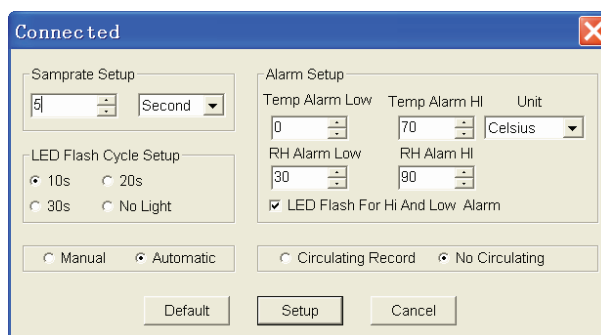 Connected
Samprate Setup
5
Second
LED Flash Cycle Setup
10s
20s
30s
No Light
Alarm Setup
Temp Alarm Low
Temp Alarm HI
Unit
0
70
Celsius
RH Alarm Low
RH Alam HI
30
90
LED Flash For Hi And Low Alarm
Manual
Automatic
Circulating Record
No Circulating
Default
Setup
Cancel